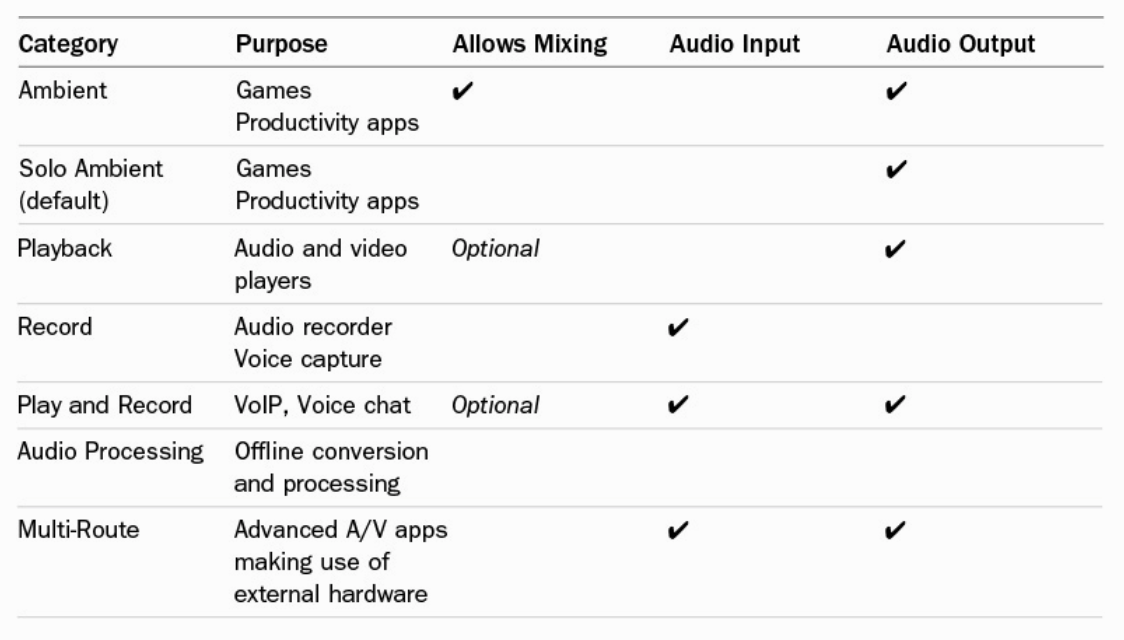 Category Purpose Allows Mixing Audio Input Audio Output
Ambient Games ✔ ✔
Productivity apps
Solo Ambient Games ✔
(default) Productivity apps
Playback Audio and video Optional ✔
players
Record Audio recorder ✔
Voice capture
Play and Record VoIP, Voice chat Optional ✔ ✔
Audio Processing Offline conversion
and processing
Multi-Route Advanced A/V apps ✔ ✔
making use of
external hardware